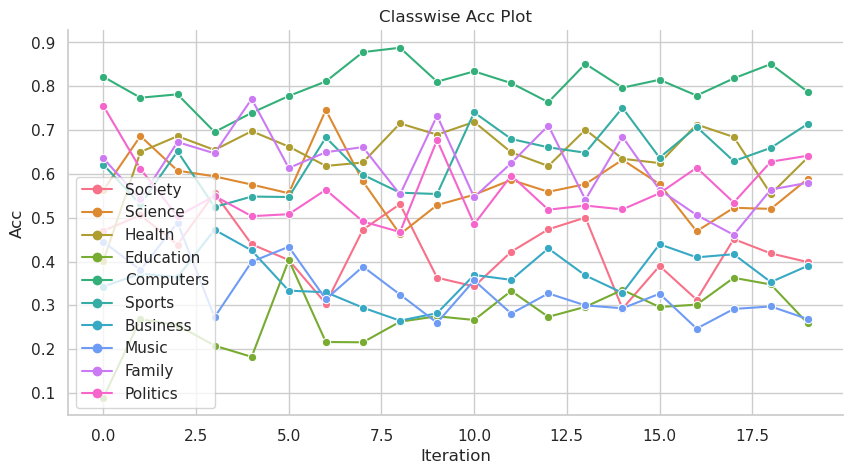 Classwise Acc Plot
Acc
0.9
0.8
0.7
0.6
0.5
0.4
0.3
0.2
0.1
Society
Science
Health
Education
Computers
Sports
Business
Music
Family
Politics
0.0 2.5 5.0 7.5 10.0 12.5 15.0 17.5
Iteration